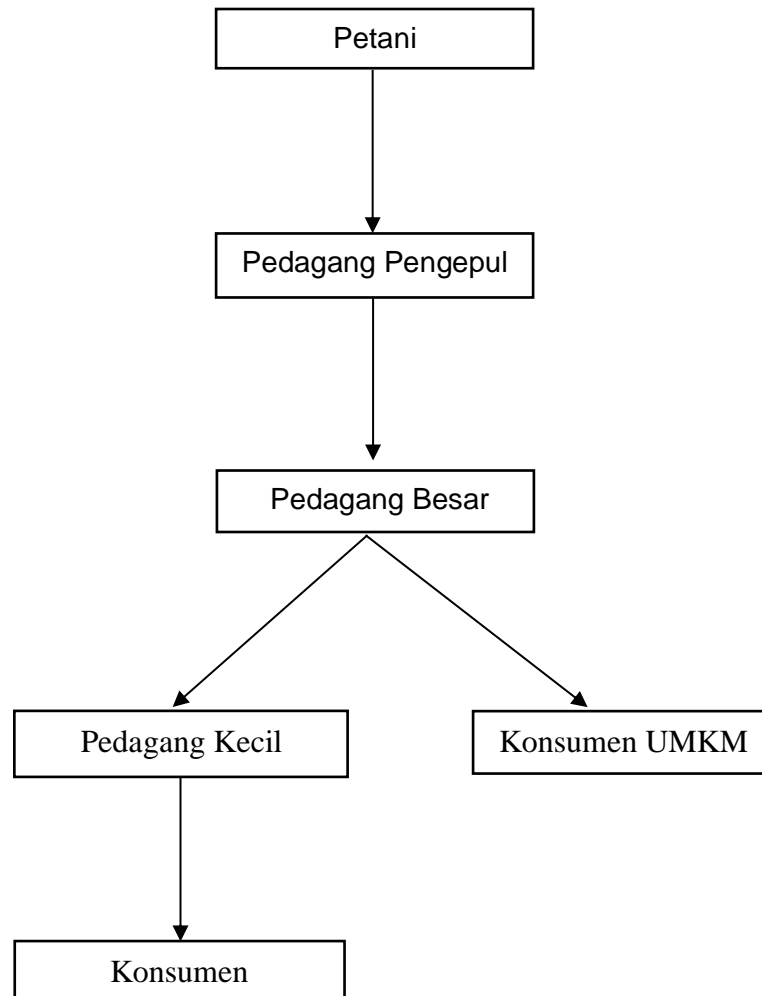 Petani
Pedagang Pengepul
Pedagang Besar
Pedagang Kecil
Konsumen UMKM
Konsumen